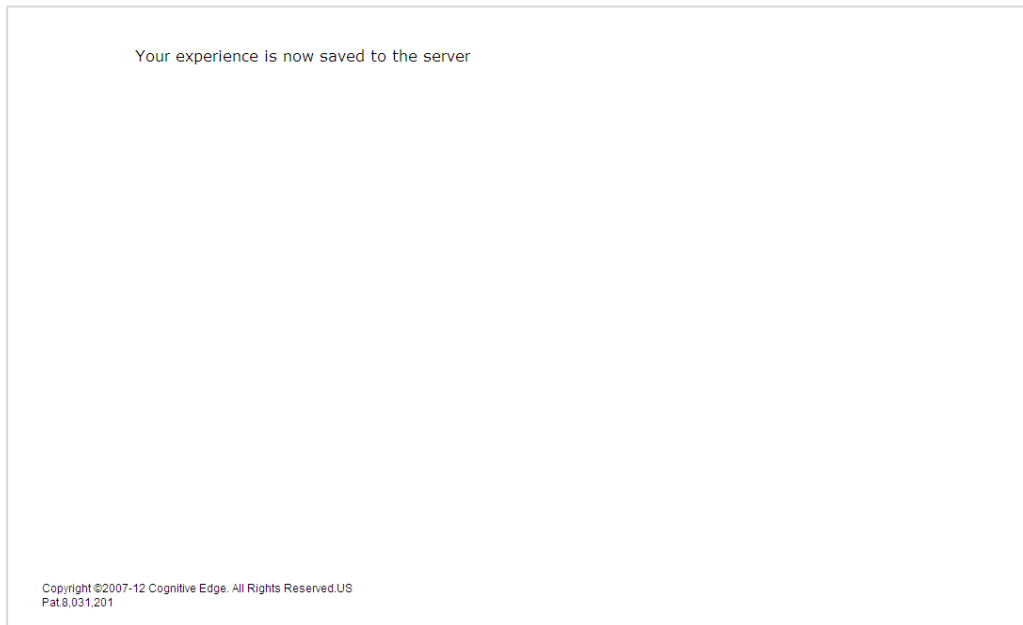 Your experience is now saved to the server
Copyright ©2007-12 Cognitive Edge. All Rights Reserved.US
Pat.8,031,201